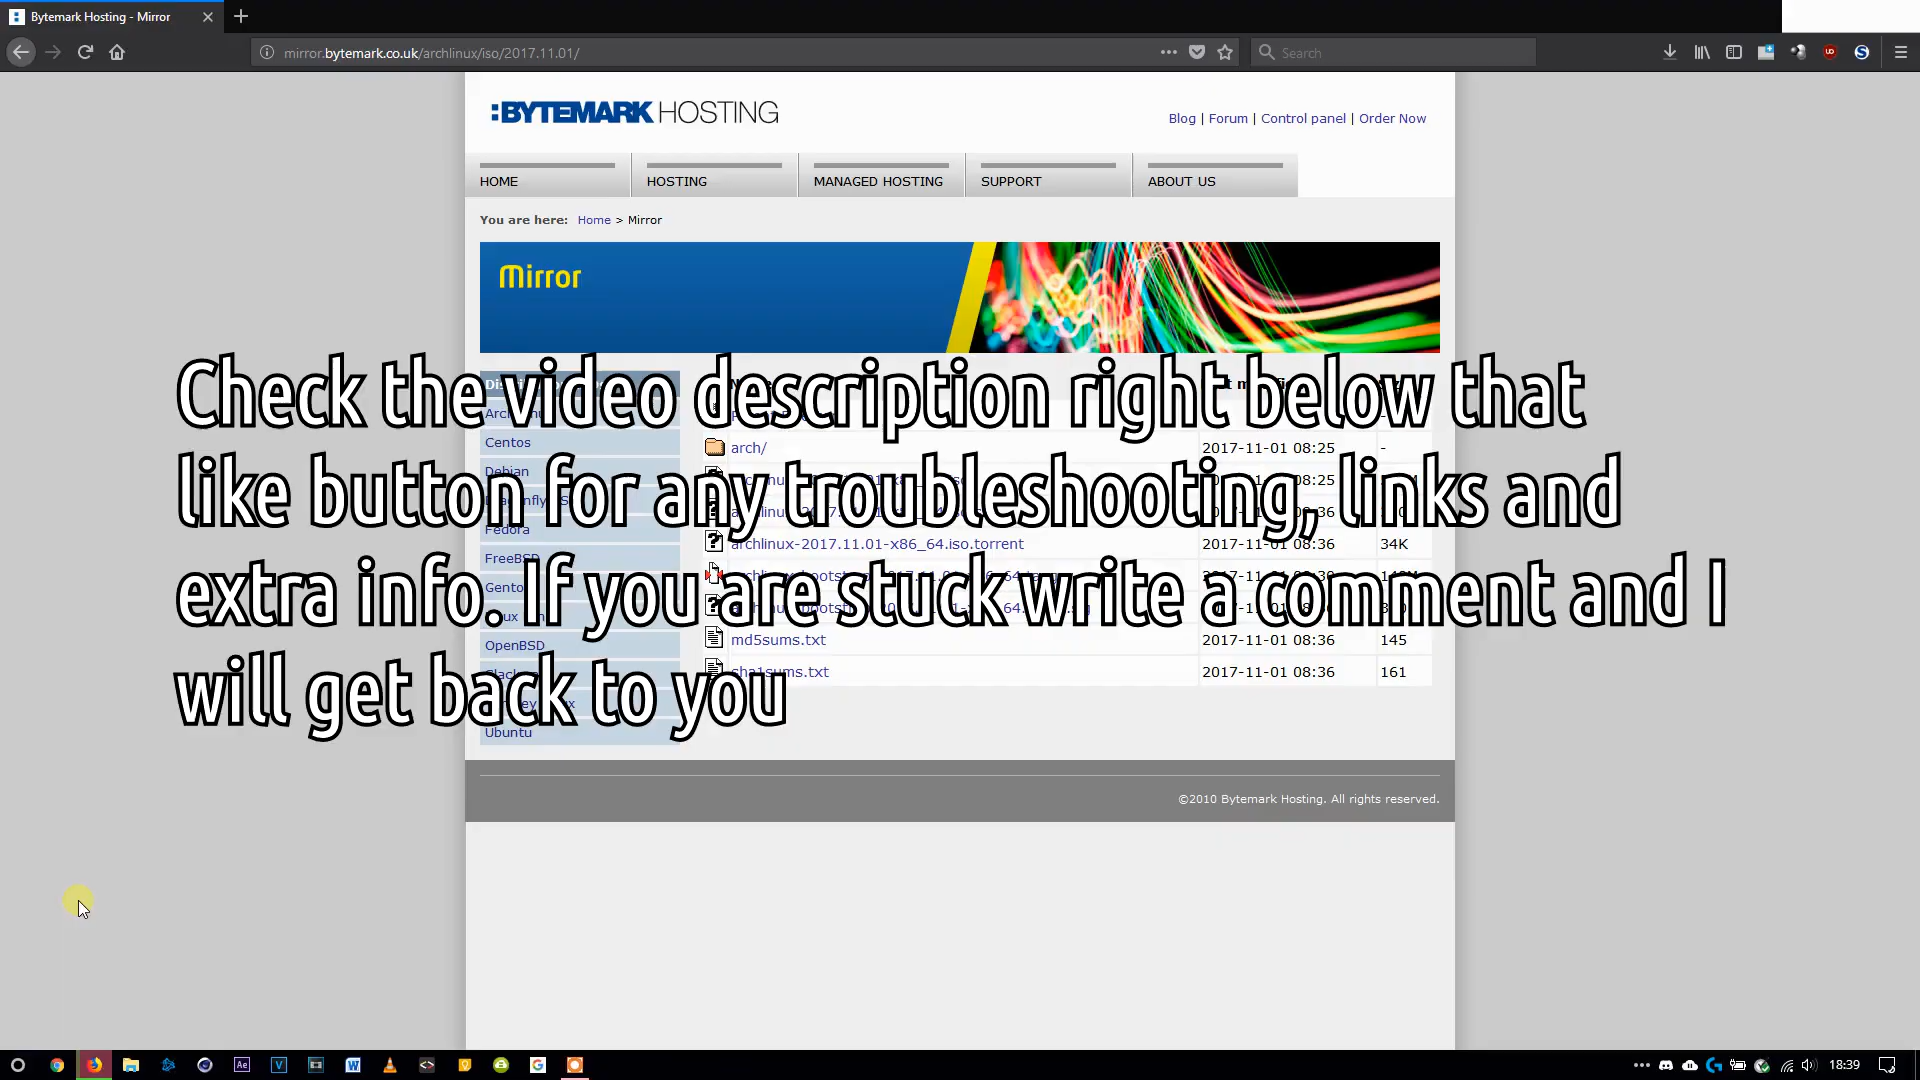 Bytemark Hosting - Mirror
mirror.bytemark.co.uk/archlinux/iso/2017.11.01/
Search
:BYTEMARK HOSTING
Blog | Forum | Control panel | Order Now
HOME
HOSTING
MANAGED HOSTING
SUPPORT
ABOUT US
You are here: Home > Mirror
Mirror
Check the video description right below that
like button for any troubleshooting, links and
extra info. If you are stuck write a comment and I
will get back to you
Centos
Debian
Fedora
FreeBSD
OpenBSD
Ubuntu
arch/ 2017-11-01 08:25 -
archlinux-2017.11.01-x86_64.iso.torrent 2017-11-01 08:36 34K
md5sums.txt 2017-11-01 08:36 145
sha1sums.txt 2017-11-01 08:36 161
©2010 Bytemark Hosting. All rights reserved.
18:39